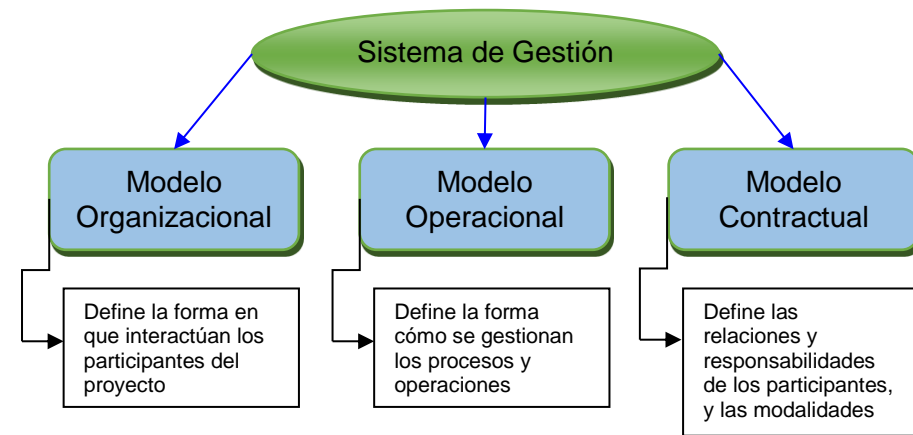 Sistema de Gestión
Modelo
Organizacional
Modelo
Operacional
Modelo
Contractual
Define la forma en
que interactúan los
participantes del
proyecto
Define la forma
cómo se gestionan
los procesos y
operaciones
Define las
relaciones y
responsabilidades
de los participantes,
y las modalidades